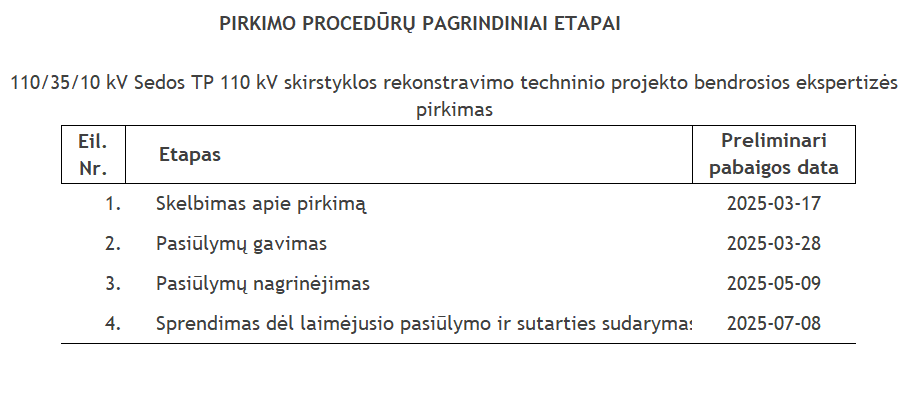 PIRKIMO PROCEDŪRŲ PAGRINDINIAI ETAPAI
110/35/10 kV Sedos TP 110 kV skirstyklos rekonstravimo techninio projekto bendrosios ekspertizės
pirkimas
Eil. Nr. Etapas Preliminari pabaigos data
1. Skelbimas apie pirkimą 2025-03-17
2. Pasiūlymų gavimas 2025-03-28
3. Pasiūlymų nagrinėjimas 2025-05-09
4. Sprendimas dėl laimėjusio pasiūlymo ir sutarties sudarymas 2025-07-08